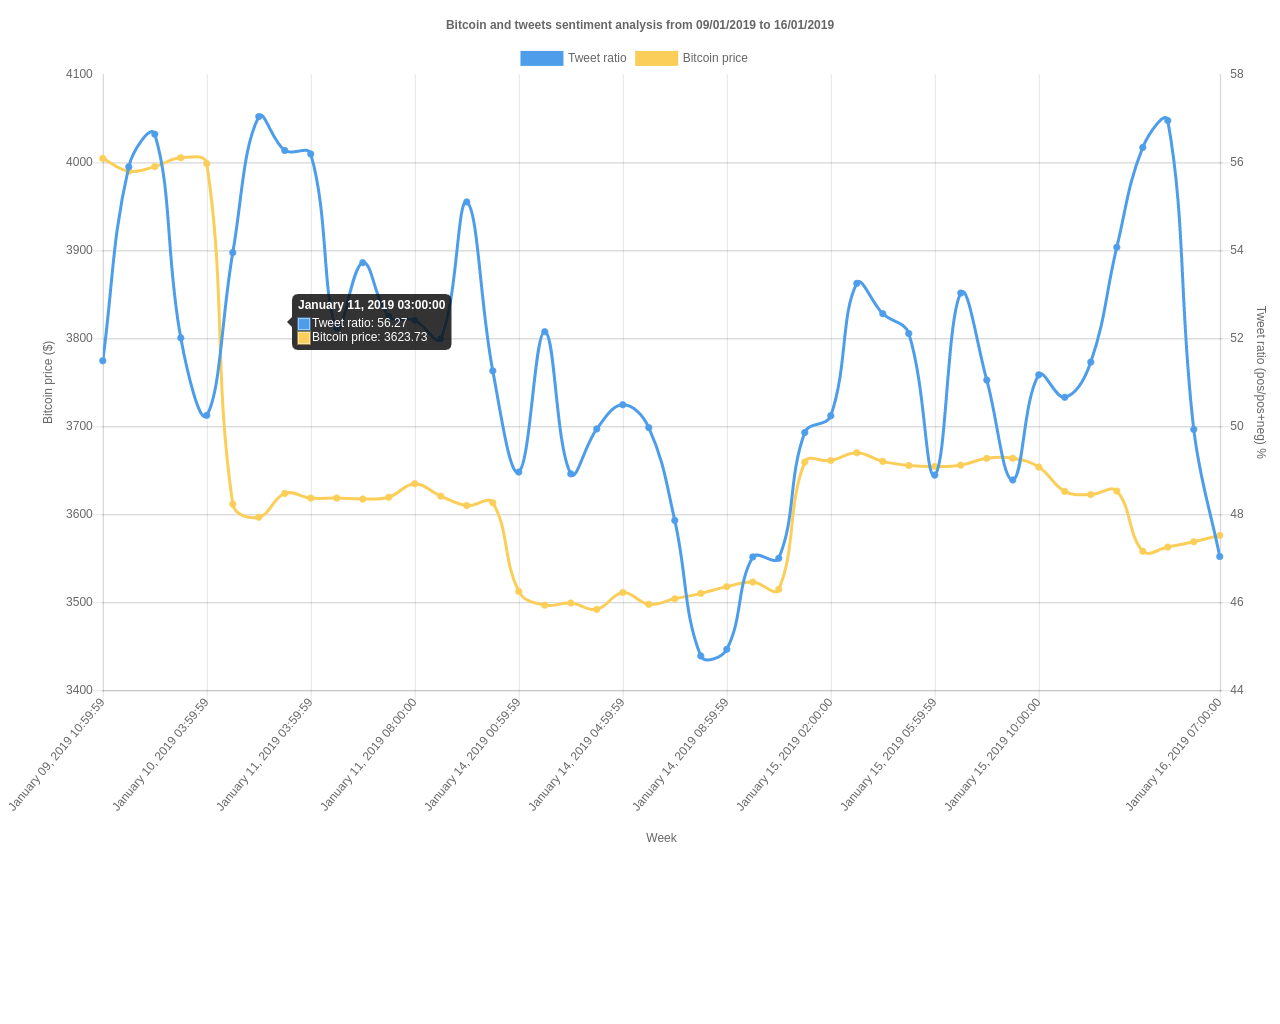 Bitcoin and tweets sentiment analysis from 09/01/2019 to 16/01/2019
Tweet ratio
Bitcoin price
4100
4000
3900
3800
3700
3600
3500
3400
Bitcoin price ($)
January 11, 2019 03:00:00
Tweet ratio: 56.27
Bitcoin price: 3623.73
58
56
54
52
50
48
46
44
Tweet ratio (pos/pos+neg) %
January 09, 2019 10:59:59
January 10, 2019 03:59:59
January 11, 2019 03:59:59
January 11, 2019 08:00:00
January 14, 2019 00:59:59
January 14, 2019 04:59:59
January 14, 2019 08:59:59
January 15, 2019 02:00:00
January 15, 2019 05:59:59
January 15, 2019 10:00:00
January 16, 2019 07:00:00
Week